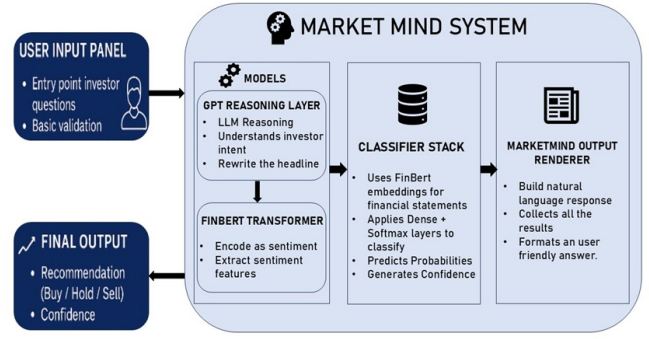 MARKET MIND SYSTEM
USER INPUT PANEL
• Entry point investor
questions
• Basic validation
MODELS
GPT REASONING LAYER
• LLM Reasoning
• Understands investor
intent
• Rewrite the headline
FINBERT TRANSFORMER
• Encode as sentiment
• Extract sentiment
features
CLASSIFIER STACK
• Uses FinBert
embeddings for
financial statements
• Applies Dense +
Softmax layers to
classify
• Predicts Probabilities
• Generates Confidence
MARKETMIND OUTPUT
RENDERER
• Build natural
language response
• Collects all the
results
• Formats an user
friendly answer.
FINAL OUTPUT
• Recommendation
(Buy / Hold / Sell)
• Confidence